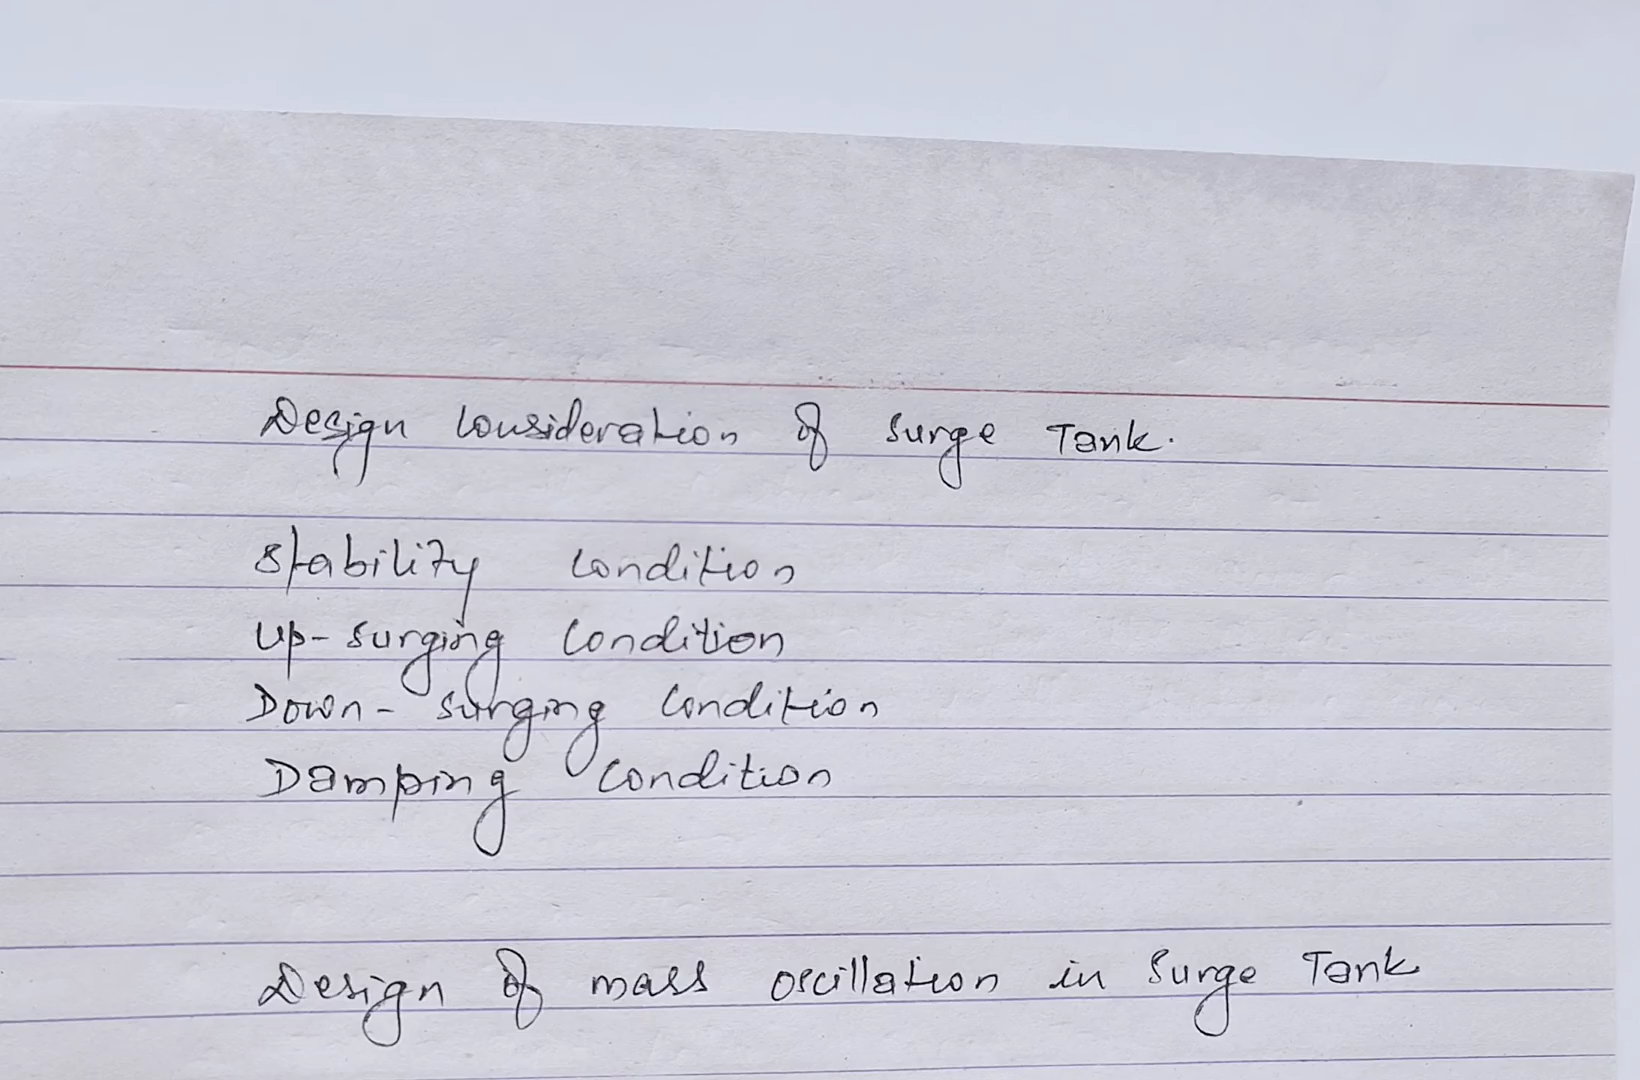 Design Consideration of Surge Tank.
Stability Condition
Up-Surging Condition
Down-Surging Condition
Damping Condition
Design of mass oscillation in Surge Tank